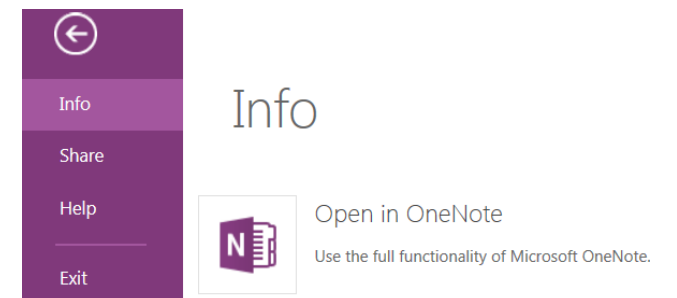 Info
Share
Help
Exit
Info
N
Open in OneNote
Use the full functionality of Microsoft OneNote.